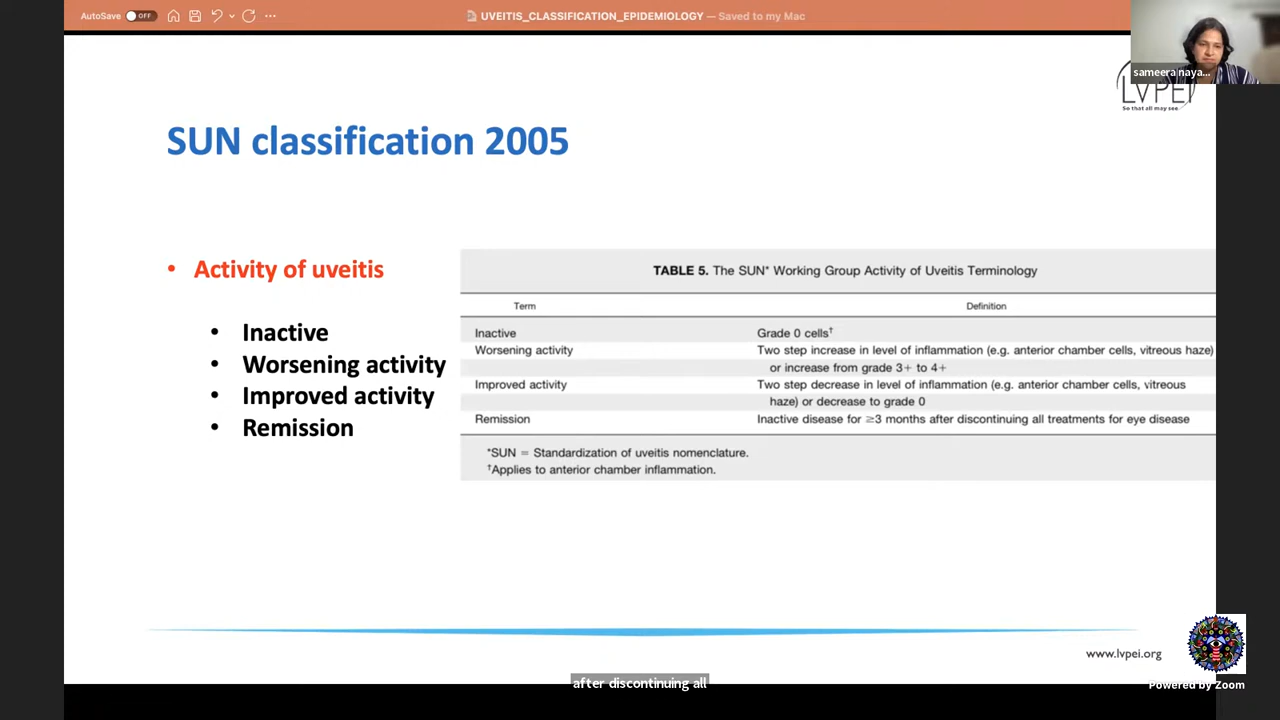 AutoSave OFF
UVEITIS_CLASSIFICATION_EPIDEMIOLOGY — Saved to my Mac
sameera naya...
LVPEI
So that all may see
SUN classification 2005
• Activity of uveitis
• Inactive
• Worsening activity
• Improved activity
• Remission
TABLE 5. The SUN* Working Group Activity of Uveitis Terminology
Term Definition
Inactive Grade 0 cells†
Worsening activity Two step increase in level of inflammation (e.g. anterior chamber cells, vitreous haze)
or increase from grade 3+ to 4+
Improved activity Two step decrease in level of inflammation (e.g. anterior chamber cells, vitreous
haze) or decrease to grade 0
Remission Inactive disease for ≥3 months after discontinuing all treatments for eye disease
*SUN = Standardization of uveitis nomenclature.
†Applies to anterior chamber inflammation.
www.lvpei.org
after discontinuing all
Powered by Zoom